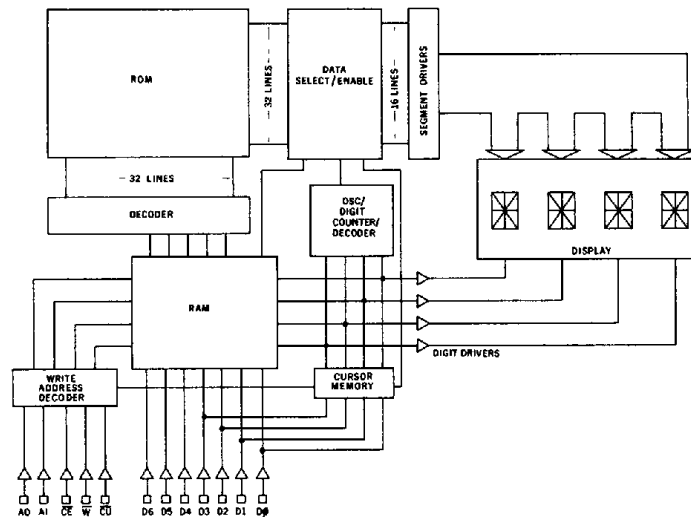 ROM
32 LINES
DATA
SELECT/ENABLE
16 LINES
SEGMENT DRIVERS
32 LINES
DECODER
OSC/
DIGIT
COUNTER/
DECODER
DISPLAY
RAM
DIGIT DRIVERS
WRITE
ADDRESS
DECODER
CURSOR
MEMORY
A0 A1 CE W CU D6 D5 D4 D3 D2 D1 D0